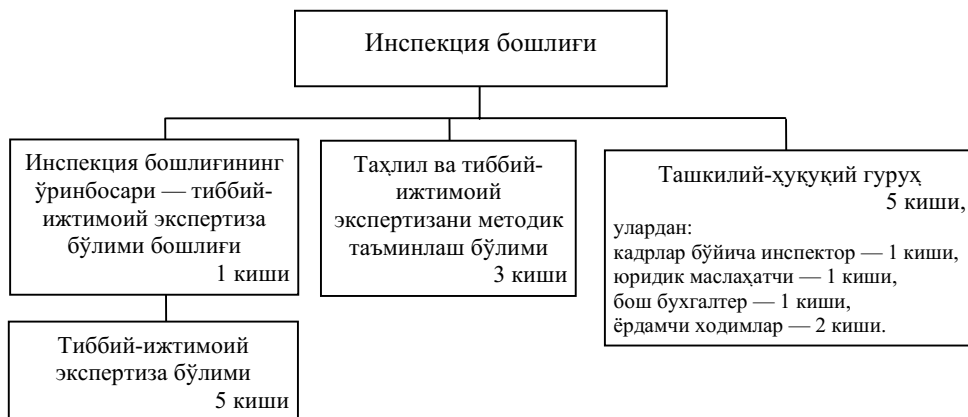 Инспекция бошлиғи
Инспекция бошлиғининг
ўринбосари — тиббий-
ижтимоий экспертиза
бўлими бошлиғи
1 киши
Тиббий-ижтимоий
экспертиза бўлими
5 киши
Таҳлил ва тиббий-
ижтимоий
экспертизани методик
таъминлаш бўлими
3 киши
Ташкилий-ҳуқуқий гуруҳ
5 киши,
улардан:
кадрлар бўйича инспектор — 1 киши,
юридик маслаҳатчи — 1 киши,
бош бухгалтер — 1 киши,
ёрдамчи ходимлар — 2 киши.